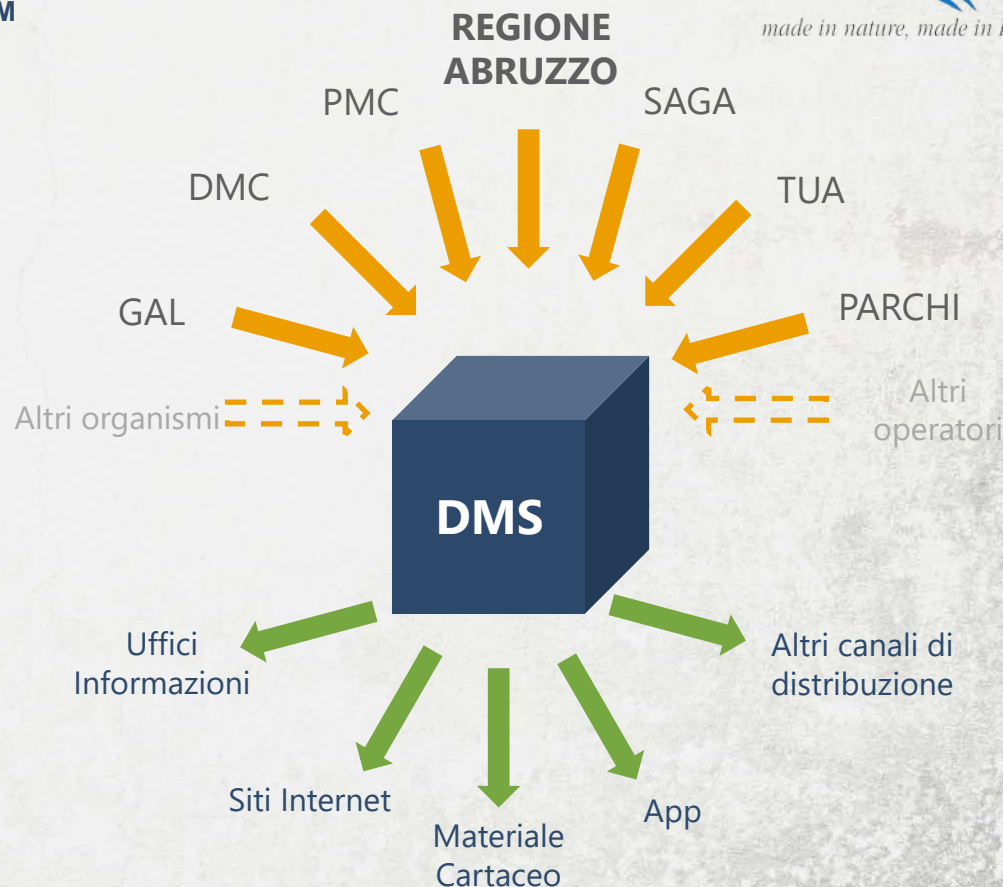 M
made in nature, made in
REGIONE
ABRUZZO
PMC
SAGA
DMC
TUA
GAL
PARCHI
Altri organismi
Altri
operatori
DMS
Uffici
Informazioni
Altri canali di
distribuzione
Siti Internet
App
Materiale
Cartaceo